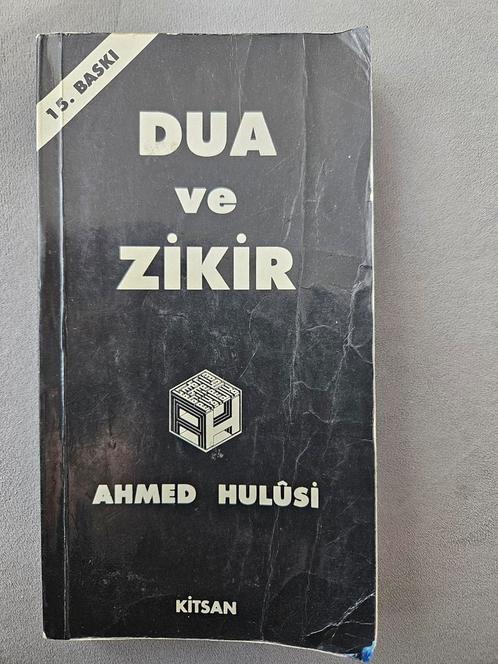 15. BASKI
DUA
ve
ZİKİR
AHMED HULÛSİ
KİTSAN